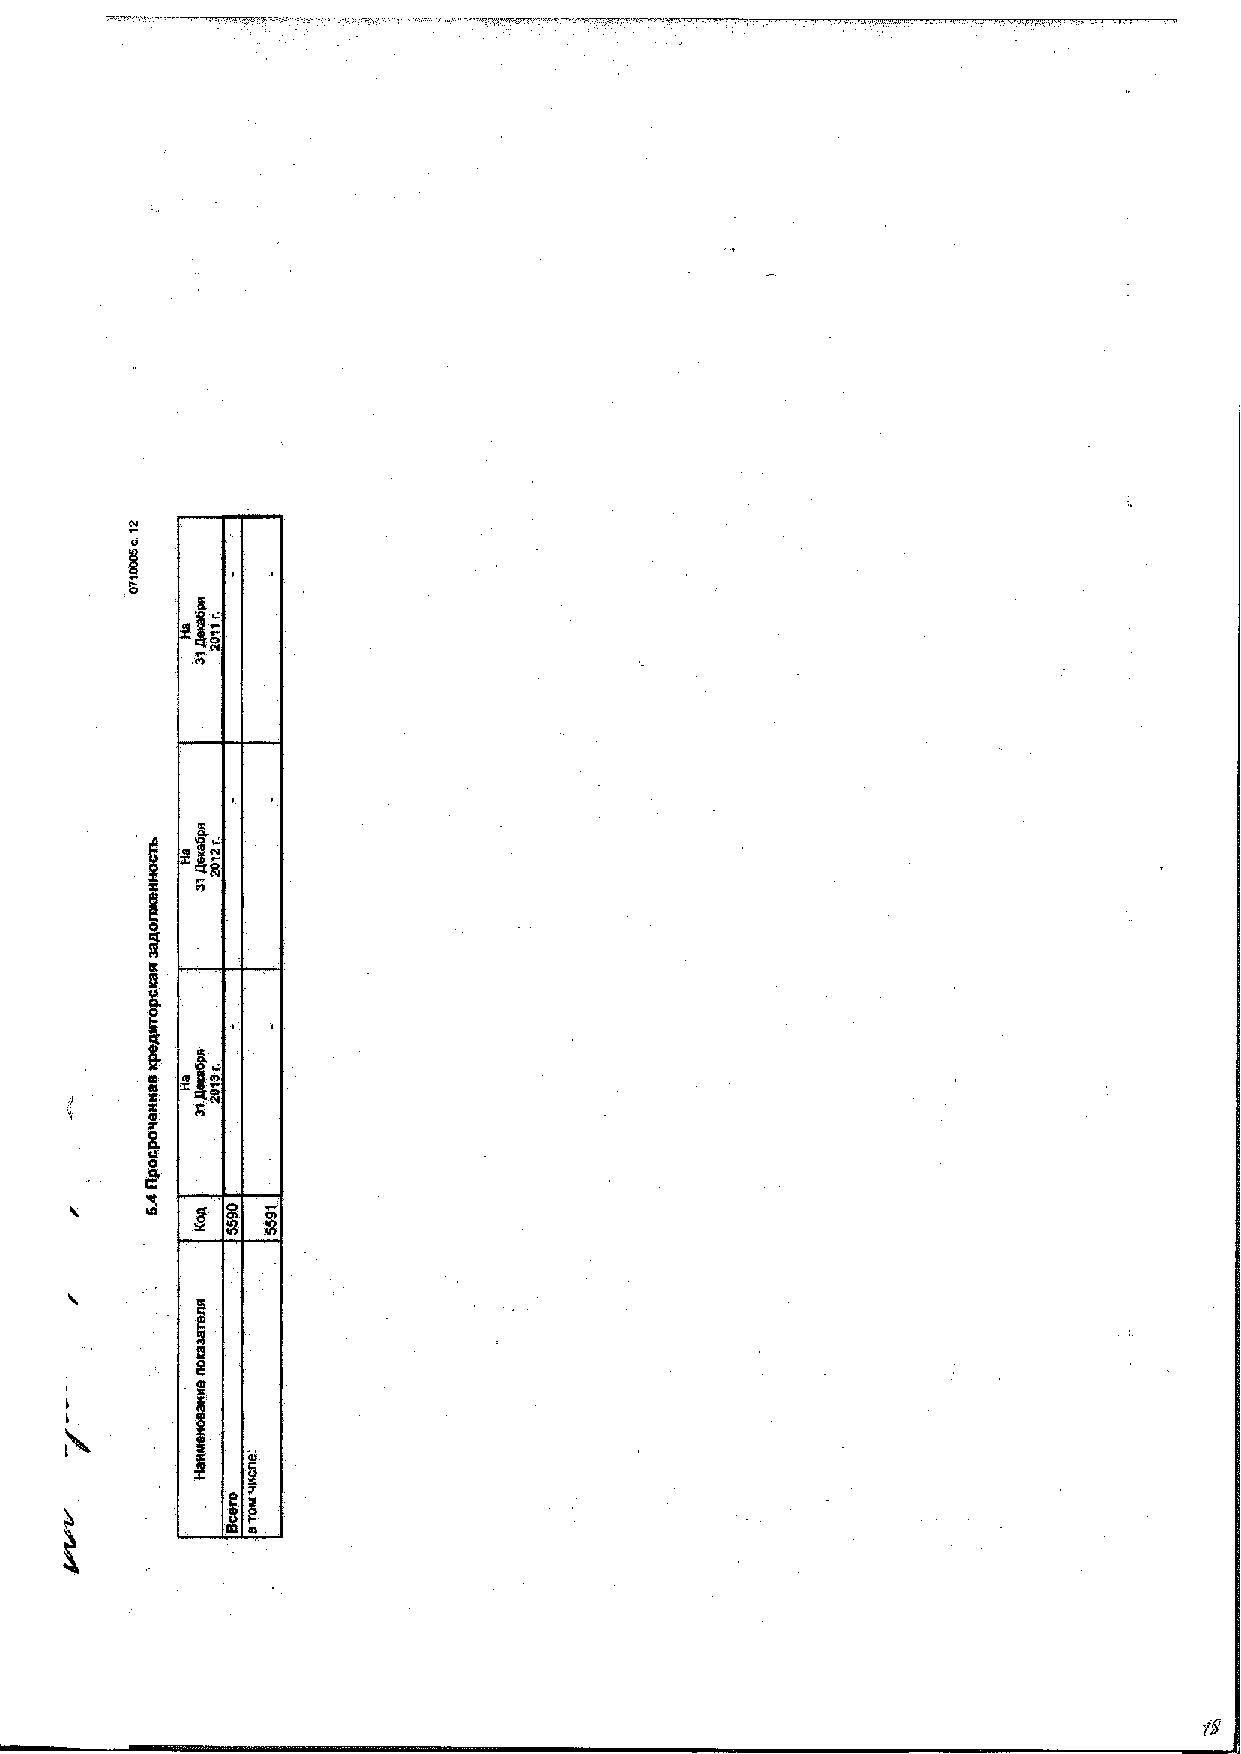 0710005 с. 12
5.4 Просроченная кредиторская задолженность
Наименование показателя Код На 31 Декабря 2013 г. На 31 Декабря 2012 г. На 31 Декабря 2011 г.
Всего 5590 - - -
в том числе:
5591 - - -
18